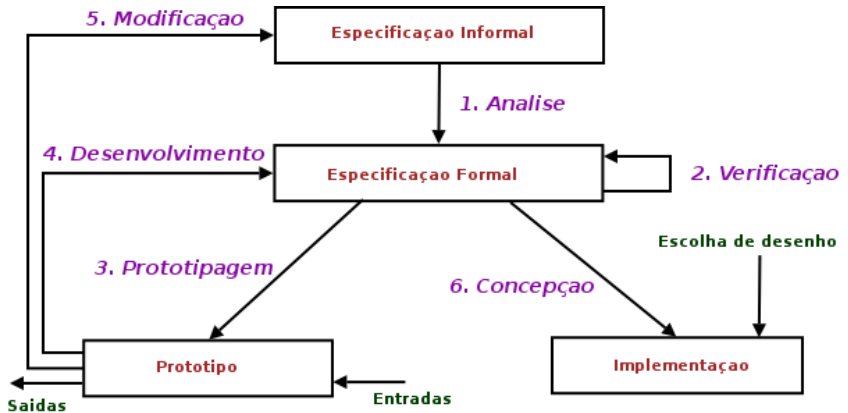 5. Modificaçao
Especificaçao Informal
1. Analise
4. Desenvolvimento
Especificaçao Formal
2. Verificaçao
Escolha de desenho
3. Prototipagem
6. Concepçao
Prototipo
Implementaçao
Entradas
Saidas